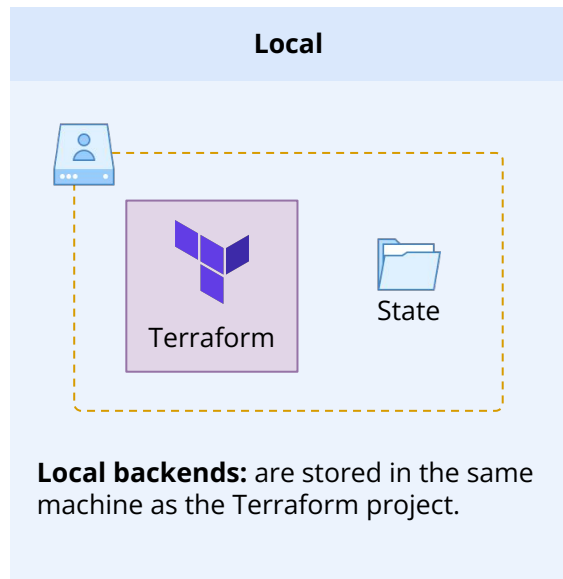 Local
Terraform
State
Local backends: are stored in the same
machine as the Terraform project.